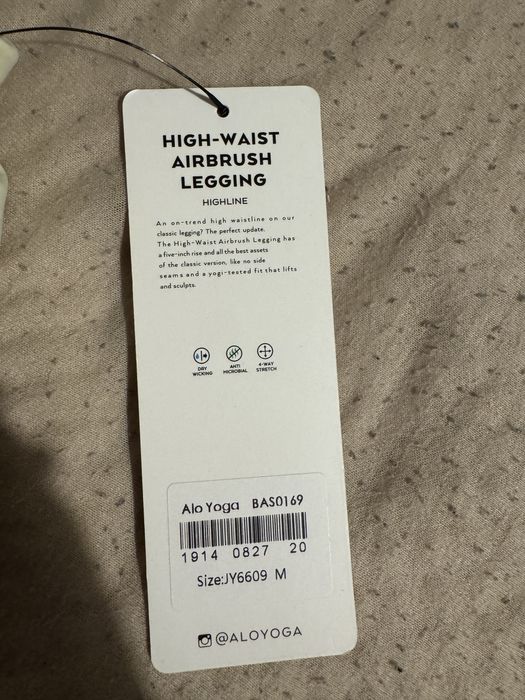 HIGH-WAIST
AIRBRUSH
LEGGING
HIGHLINE
An on-trend high waistline on our
classic legging? The perfect update.
The High-Waist Airbrush Legging has
a five-inch rise and all the best assets
of the classic version, like no side
seams and a yogi-tested fit that lifts
and sculpts.
DRY
WICKING
ANTI
MICROBIAL
4-WAY
STRETCH
Alo Yoga BAS0169
1914 0827 20
Size:JY6609 M
@ALOYOGA